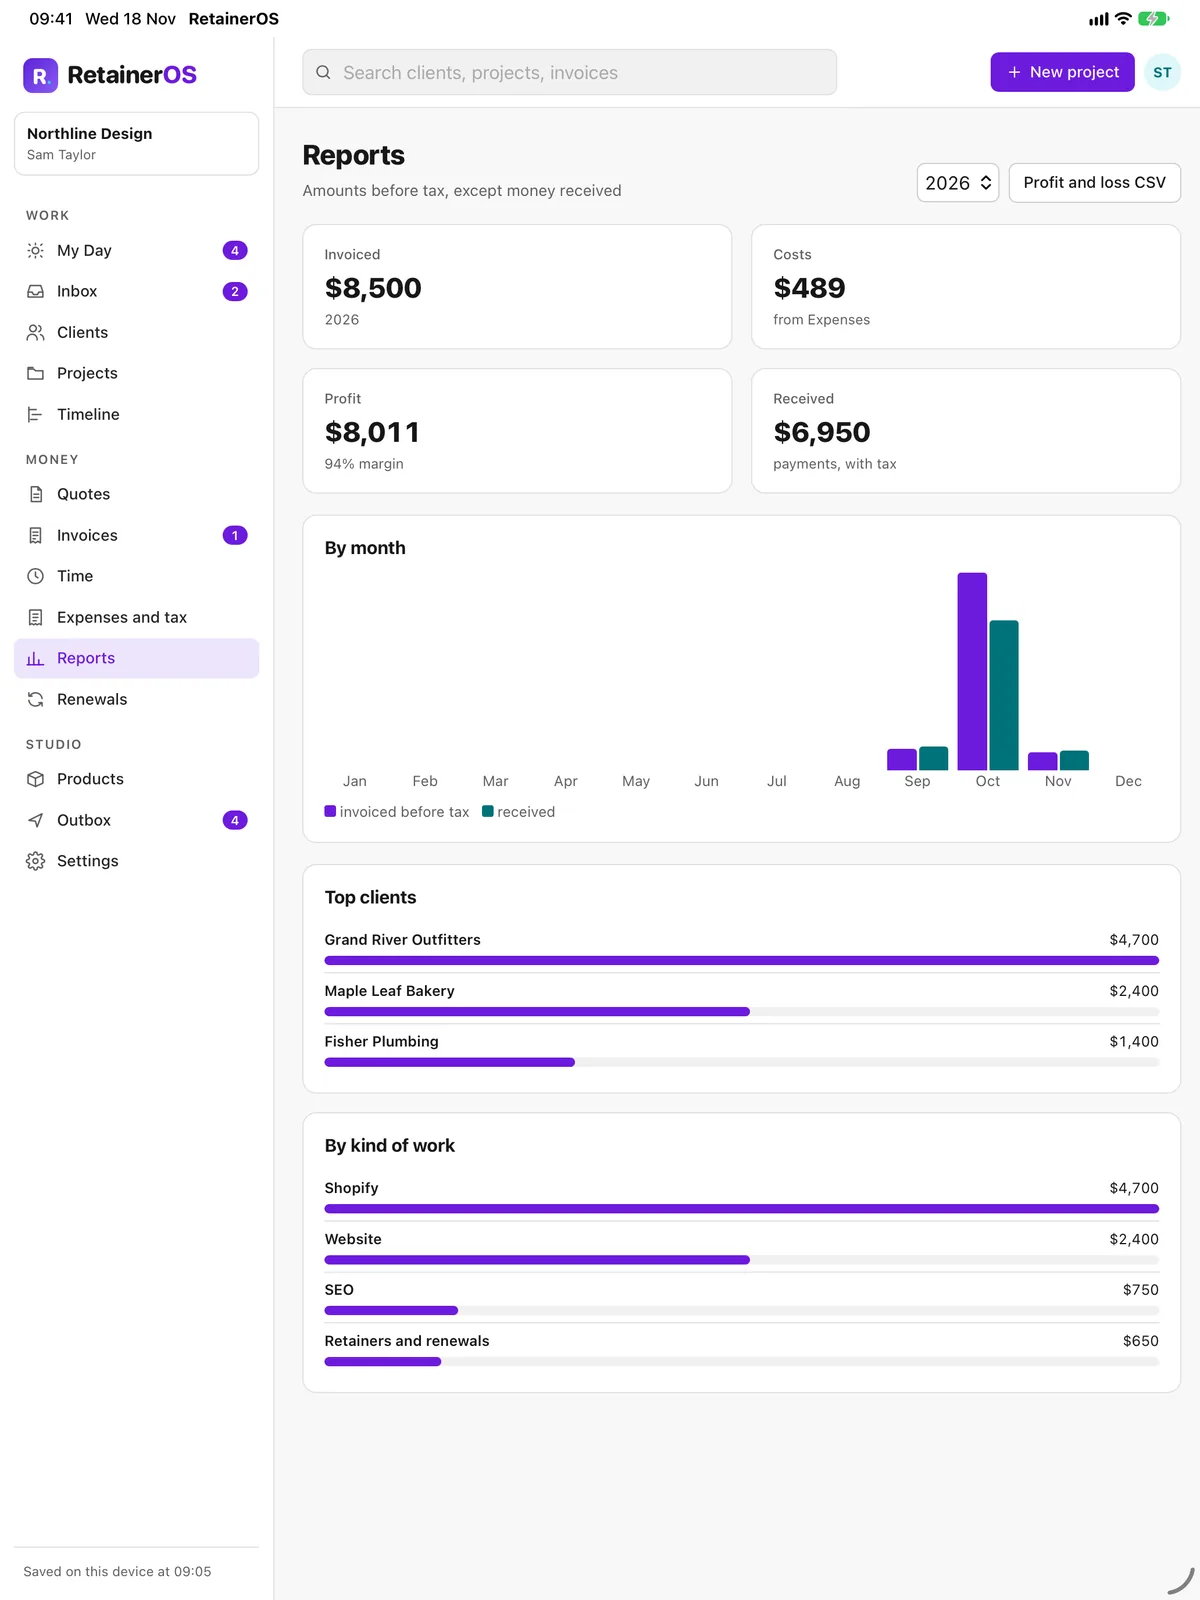 09:41 Wed 18 Nov RetainerOS
R. RetainerOS
Northline Design
Sam Taylor
WORK
My Day 4
Inbox 2
Clients
Projects
Timeline
MONEY
Quotes
Invoices 1
Time
Expenses and tax
Reports
Renewals
STUDIO
Products
Outbox 4
Settings
Saved on this device at 09:05
Search clients, projects, invoices
+ New project
ST
Reports
Amounts before tax, except money received
2026
Profit and loss CSV
Invoiced
$8,500
2026
Costs
$489
from Expenses
Profit
$8,011
94% margin
Received
$6,950
payments, with tax
By month
Jan Feb Mar Apr May Jun Jul Aug Sep Oct Nov Dec
invoiced before tax received
Top clients
Grand River Outfitters $4,700
Maple Leaf Bakery $2,400
Fisher Plumbing $1,400
By kind of work
Shopify $4,700
Website $2,400
SEO $750
Retainers and renewals $650